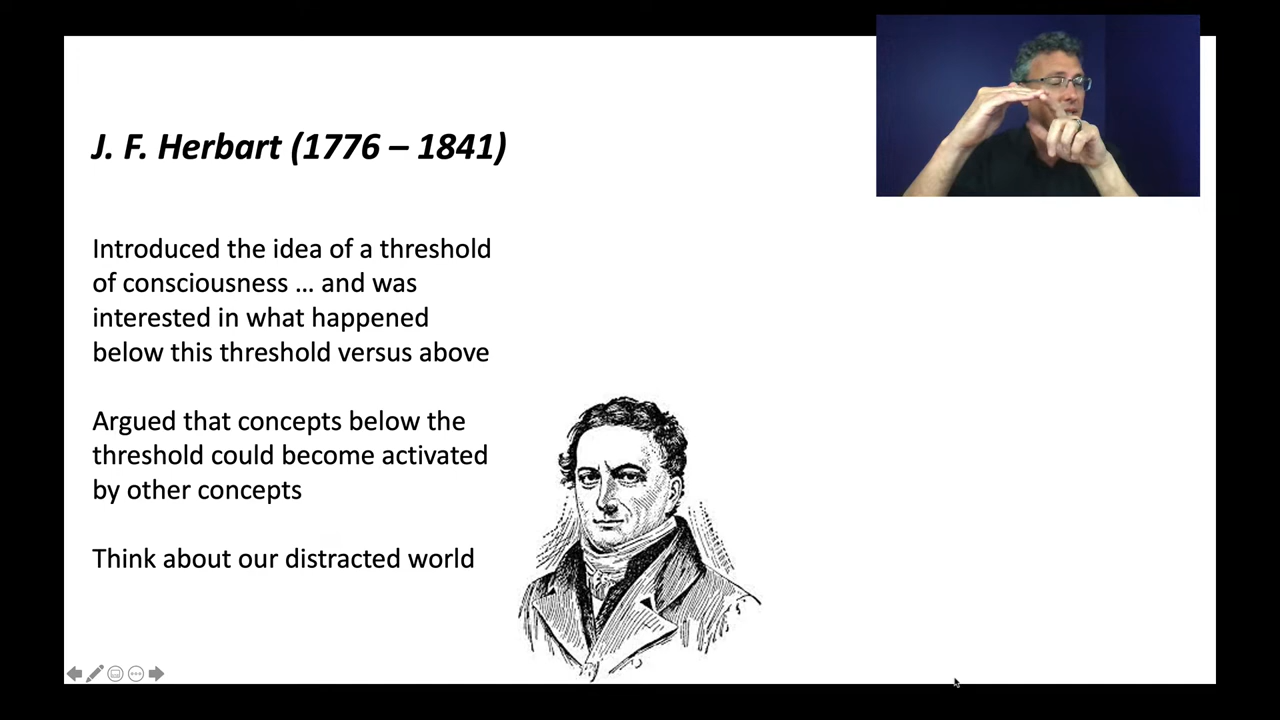 J. F. Herbart (1776 – 1841)
Introduced the idea of a threshold
of consciousness … and was
interested in what happened
below this threshold versus above
Argued that concepts below the
threshold could become activated
by other concepts
Think about our distracted world